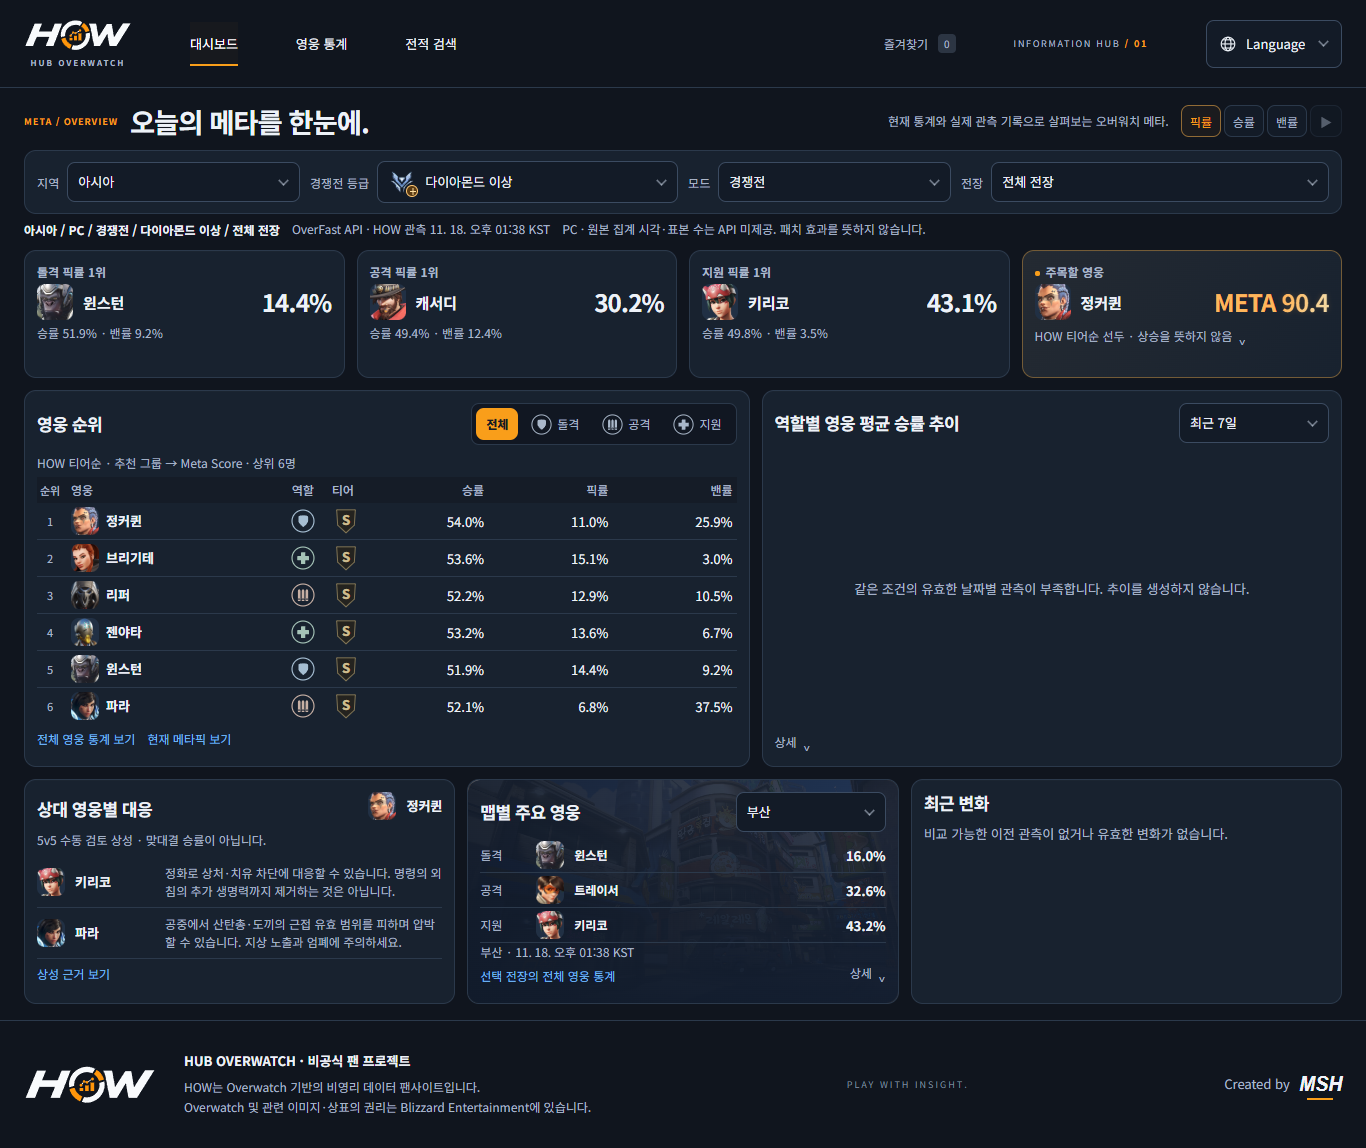 HOW
HUB OVERWATCH
대시보드
영웅 통계
전적 검색
즐겨찾기 0
INFORMATION HUB / 01
Language
META / OVERVIEW
오늘의 메타를 한눈에.
현재 통계와 실제 관측 기록으로 살펴보는 오버워치 메타.
픽률
승률
밴률
지역
아시아
경쟁전 등급
다이아몬드 이상
모드
경쟁전
전장
전체 전장
아시아 / PC / 경쟁전 / 다이아몬드 이상 / 전체 전장
OverFast API · HOW 관측 11. 18. 오후 01:38 KST
PC · 원본 집계 시각·표본 수는 API 미제공. 패치 효과를 뜻하지 않습니다.
돌격 픽률 1위
윈스턴
14.4%
승률 51.9% · 밴률 9.2%
공격 픽률 1위
캐서디
30.2%
승률 49.4% · 밴률 12.4%
지원 픽률 1위
키리코
43.1%
승률 49.8% · 밴률 3.5%
주목할 영웅
정커퀸
META 90.4
HOW 티어순 선두 · 상승을 뜻하지 않음
영웅 순위
전체
돌격
공격
지원
HOW 티어순 · 추천 그룹 → Meta Score · 상위 6명
순위 영웅 역할 티어 승률 픽률 밴률
1 정커퀸 S 54.0% 11.0% 25.9%
2 브리기테 S 53.6% 15.1% 3.0%
3 리퍼 S 52.2% 12.9% 10.5%
4 젠야타 S 53.2% 13.6% 6.7%
5 윈스턴 S 51.9% 14.4% 9.2%
6 파라 S 52.1% 6.8% 37.5%
전체 영웅 통계 보기
현재 메타픽 보기
역할별 영웅 평균 승률 추이
최근 7일
같은 조건의 유효한 날짜별 관측이 부족합니다. 추이를 생성하지 않습니다.
상세
상대 영웅별 대응
정커퀸
5v5 수동 검토 상성 · 맞대결 승률이 아닙니다.
키리코
정화로 상처·치유 차단에 대응할 수 있습니다. 명령의 외
침의 추가 생명력까지 제거하는 것은 아닙니다.
파라
공중에서 산탄총·도끼의 근접 유효 범위를 피하며 압박
할 수 있습니다. 지상 노출과 엄폐에 주의하세요.
상성 근거 보기
맵별 주요 영웅
부산
돌격 윈스턴 16.0%
공격 트레이서 32.6%
지원 키리코 43.2%
부산 · 11. 18. 오후 01:38 KST
선택 전장의 전체 영웅 통계
상세
최근 변화
비교 가능한 이전 관측이 없거나 유효한 변화가 없습니다.
HOW
HUB OVERWATCH · 비공식 팬 프로젝트
HOW는 Overwatch 기반의 비영리 데이터 팬사이트입니다.
Overwatch 및 관련 이미지·상표의 권리는 Blizzard Entertainment에 있습니다.
PLAY WITH INSIGHT.
Created by MSH